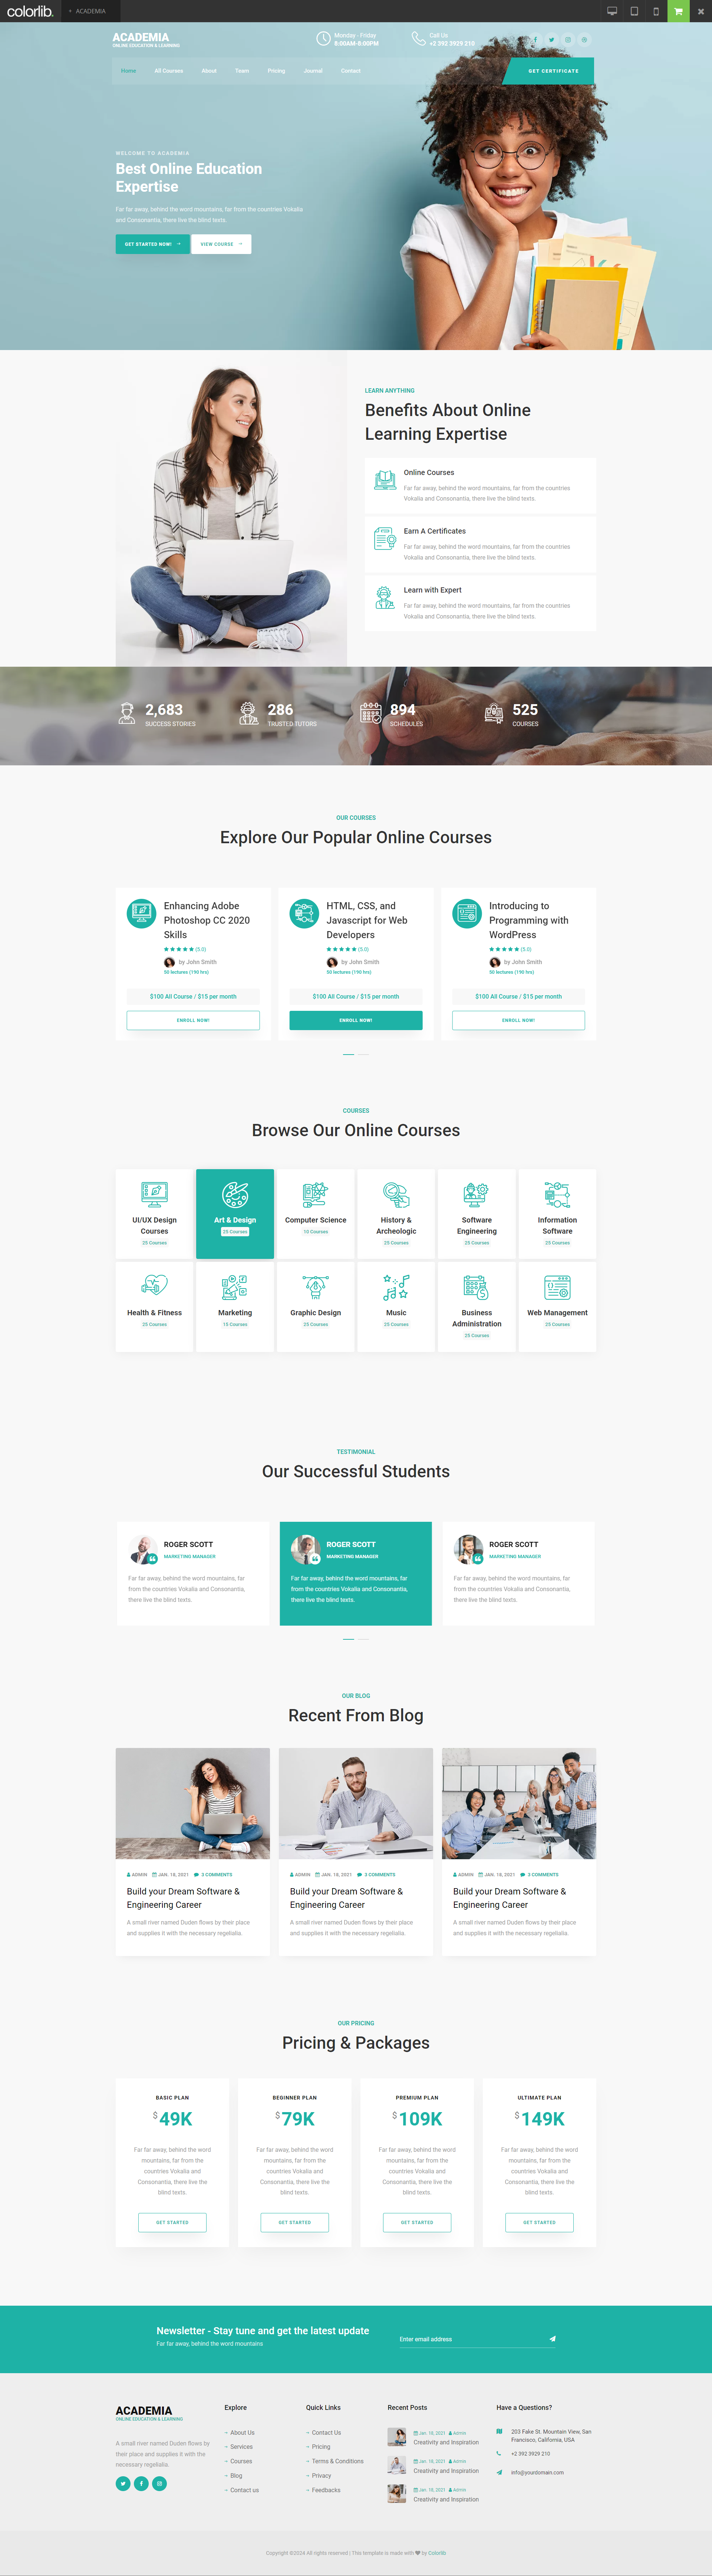 colorlib.
ACADEMIA
ACADEMIA
ONLINE EDUCATION & LEARNING
Monday - Friday
8:00AM-8:00PM
Call Us
+2 392 3929 210
Home
All Courses
About
Team
Pricing
Journal
Contact
GET CERTIFICATE
WELCOME TO ACADEMIA
Best Online Education
Expertise
Far far away, behind the word mountains, far from the countries Vokalia
and Consonantia, there live the blind texts.
GET STARTED NOW!
VIEW COURSE
LEARN ANYTHING
Benefits About Online
Learning Expertise
Online Courses
Far far away, behind the word mountains, far from the countries
Vokalia and Consonantia, there live the blind texts.
Earn A Certificates
Far far away, behind the word mountains, far from the countries
Vokalia and Consonantia, there live the blind texts.
Learn with Expert
Far far away, behind the word mountains, far from the countries
Vokalia and Consonantia, there live the blind texts.
2,683
SUCCESS STORIES
286
TRUSTED TUTORS
894
SCHEDULES
525
COURSES
OUR COURSES
Explore Our Popular Online Courses
Enhancing Adobe
Photoshop CC 2020
Skills
(5.0)
by John Smith
50 lectures (190 hrs)
$100 All Course / $15 per month
ENROLL NOW!
HTML, CSS, and
Javascript for Web
Developers
(5.0)
by John Smith
50 lectures (190 hrs)
$100 All Course / $15 per month
ENROLL NOW!
Introducing to
Programming with
WordPress
(5.0)
by John Smith
50 lectures (190 hrs)
$100 All Course / $15 per month
ENROLL NOW!
COURSES
Browse Our Online Courses
UI/UX Design
Courses
25 Courses
Art & Design
25 Courses
Computer Science
10 Courses
History &
Archeologic
25 Courses
Software
Engineering
25 Courses
Information
Software
25 Courses
Health & Fitness
25 Courses
Marketing
15 Courses
Graphic Design
25 Courses
Music
25 Courses
Business
Administration
25 Courses
Web Management
25 Courses
TESTIMONIAL
Our Successful Students
ROGER SCOTT
MARKETING MANAGER
Far far away, behind the word mountains, far
from the countries Vokalia and Consonantia,
there live the blind texts.
ROGER SCOTT
MARKETING MANAGER
Far far away, behind the word mountains, far
from the countries Vokalia and Consonantia,
there live the blind texts.
ROGER SCOTT
MARKETING MANAGER
Far far away, behind the word mountains, far
from the countries Vokalia and Consonantia,
there live the blind texts.
OUR BLOG
Recent From Blog
ADMIN JAN. 18, 2021 3 COMMENTS
Build your Dream Software &
Engineering Career
A small river named Duden flows by their place
and supplies it with the necessary regelialia.
ADMIN JAN. 18, 2021 3 COMMENTS
Build your Dream Software &
Engineering Career
A small river named Duden flows by their place
and supplies it with the necessary regelialia.
ADMIN JAN. 18, 2021 3 COMMENTS
Build your Dream Software &
Engineering Career
A small river named Duden flows by their place
and supplies it with the necessary regelialia.
OUR PRICING
Pricing & Packages
BASIC PLAN
$49K
Far far away, behind the word
mountains, far from the
countries Vokalia and
Consonantia, there live the
blind texts.
GET STARTED
BEGINNER PLAN
$79K
Far far away, behind the word
mountains, far from the
countries Vokalia and
Consonantia, there live the
blind texts.
GET STARTED
PREMIUM PLAN
$109K
Far far away, behind the word
mountains, far from the
countries Vokalia and
Consonantia, there live the
blind texts.
GET STARTED
ULTIMATE PLAN
$149K
Far far away, behind the word
mountains, far from the
countries Vokalia and
Consonantia, there live the
blind texts.
GET STARTED
Newsletter - Stay tune and get the latest update
Far far away, behind the word mountains
Enter email address
ACADEMIA
ONLINE EDUCATION & LEARNING
A small river named Duden flows by
their place and supplies it with the
necessary regelialia.
Explore
About Us
Services
Courses
Blog
Contact us
Quick Links
Contact Us
Pricing
Terms & Conditions
Privacy
Feedbacks
Recent Posts
Jan. 18, 2021 Admin
Creativity and Inspiration
Jan. 18, 2021 Admin
Creativity and Inspiration
Jan. 18, 2021 Admin
Creativity and Inspiration
Have a Questions?
203 Fake St. Mountain View, San
Francisco, California, USA
+2 392 3929 210
info@yourdomain.com
Copyright ©2024 All rights reserved | This template is made with by Colorlib